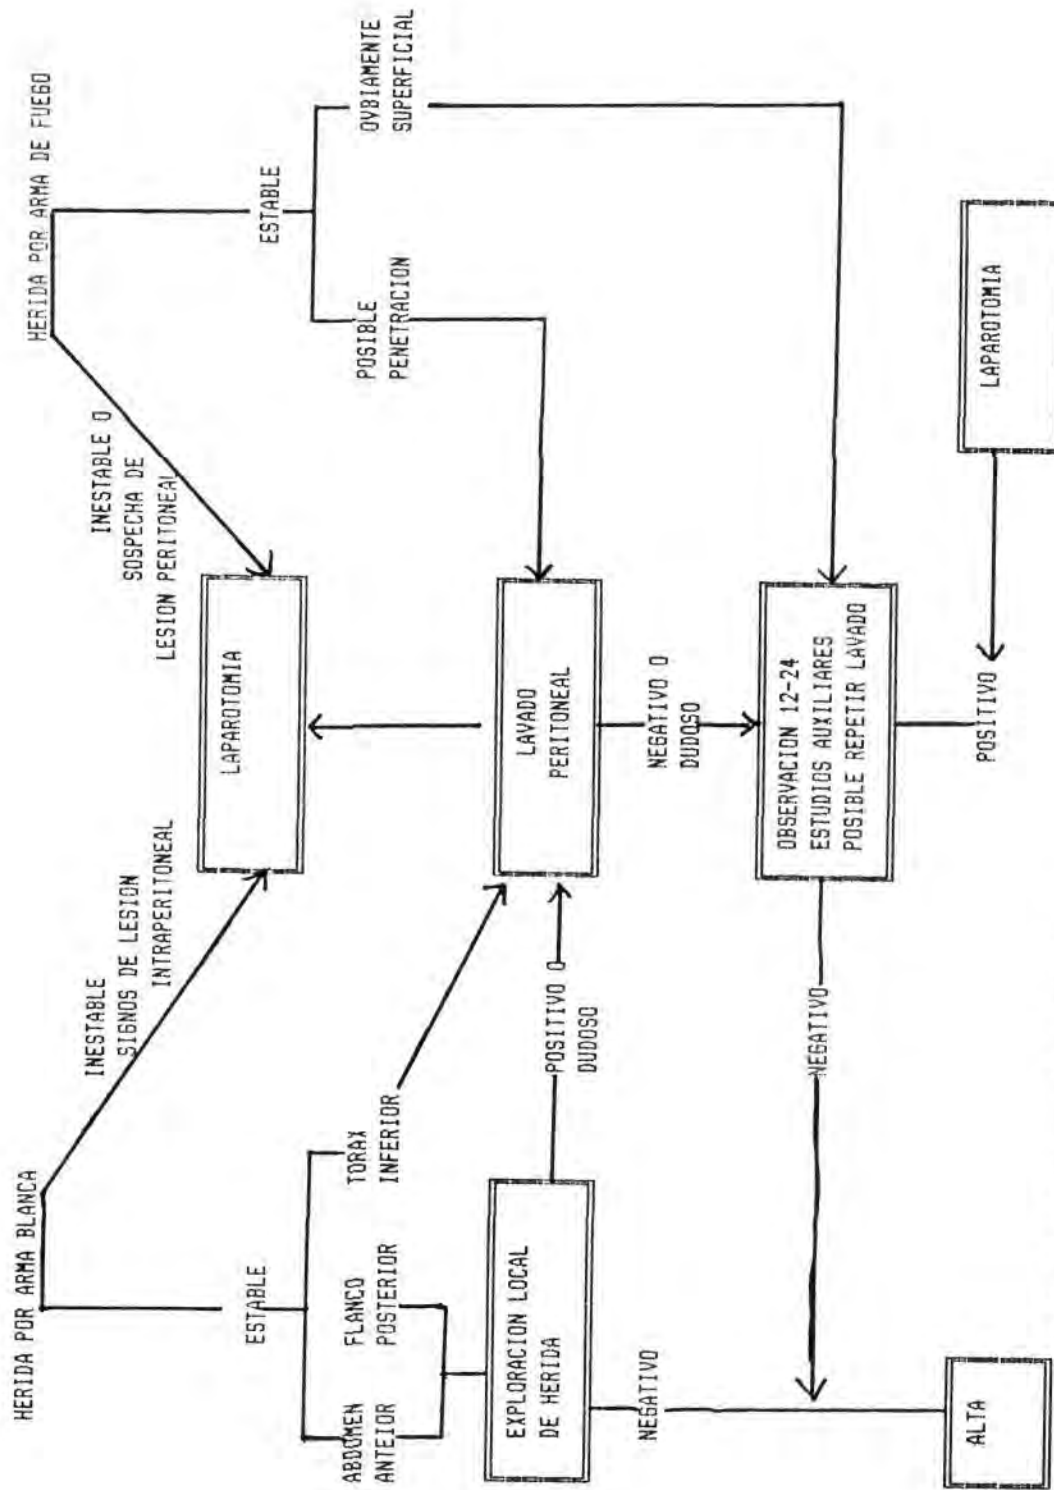 HERIDA POR ARMA BLANCA
HERIDA POR ARMA DE FUEGO
INESTABLE
SIGNOS DE LESION
INTRAPERITONEAL
INESTABLE O
SOSPECHA DE
LESION PERITONEAL
LAPAROTOMIA
ESTABLE
ESTABLE
ABDOMEN
ANTEIOR
FLANCO
POSTERIOR
TORAX
INFERIOR
POSIBLE
PENETRACION
OVBIAMENTE
SUPERFICIAL
EXPLORACION LOCAL
DE HERIDA
POSITIVO O
DUDOSO
LAVADO
PERITONEAL
NEGATIVO
NEGATIVO O
DUDOSO
OBSERVACION 12-24
ESTUDIOS AUXILIARES
POSIBLE REPETIR LAVADO
NEGATIVO
POSITIVO
LAPAROTOMIA
ALTA